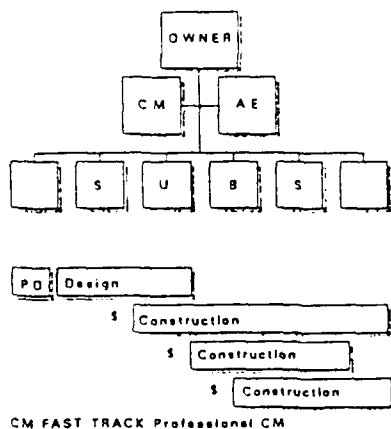 OWNER
CM AE
S U B S
PD Design
$ Construction
$ Construction
$ Construction
CM FAST TRACK Professional CM